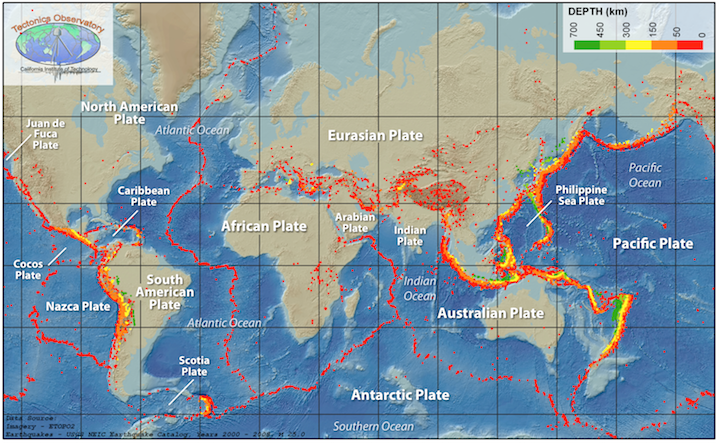 Tectonics Observatory
California Institute of Technology
DEPTH (km)
700
450
300
150
50
0
North American
Plate
Juan de
Fuca
Plate
Atlantic Ocean
Eurasian Plate
Pacific
Ocean
Caribbean
Plate
Philippine
Sea Plate
African Plate
Arabian
Plate
Indian
Plate
Pacific Plate
Cocos
Plate
South
American
Plate
Nazca Plate
Indian
Ocean
Atlantic Ocean
Australian Plate
Scotia
Plate
Antarctic Plate
Southern Ocean
Data Source:
Imagery - ETOPO2
Earthquakes - USGS NEIC Earthquake Catalog, Years 2000 -